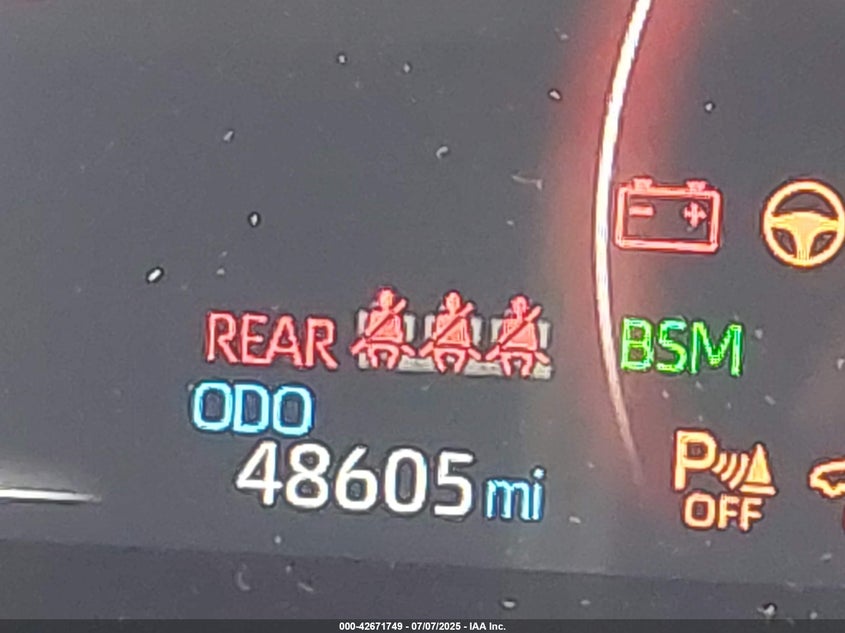 REAR
BSM
ODO
48605 mi
P
OFF
000-42671749 - 07/07/2025 - IAA Inc.